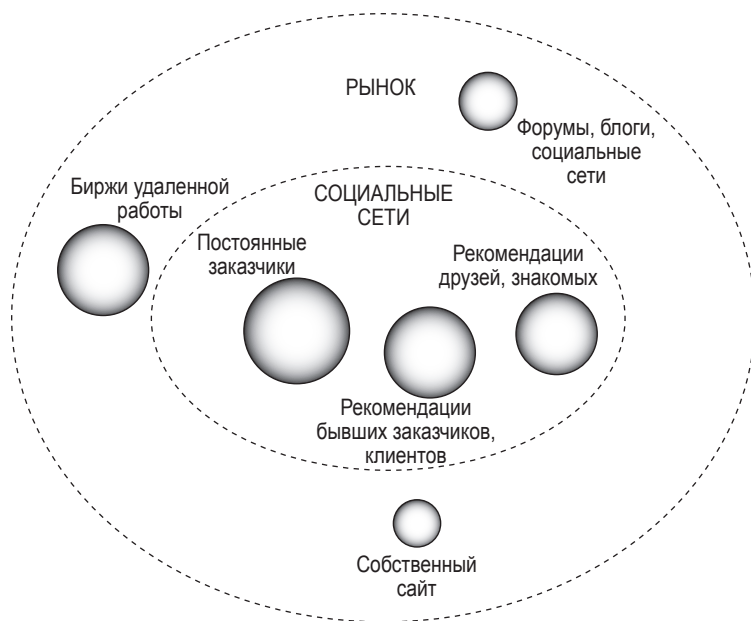 РЫНОК
Форумы, блоги,
социальные
сети
Биржи удаленной
работы
СОЦИАЛЬНЫЕ
СЕТИ
Постоянные
заказчики
Рекомендации
друзей, знакомых
Рекомендации
бывших заказчиков,
клиентов
Собственный
сайт